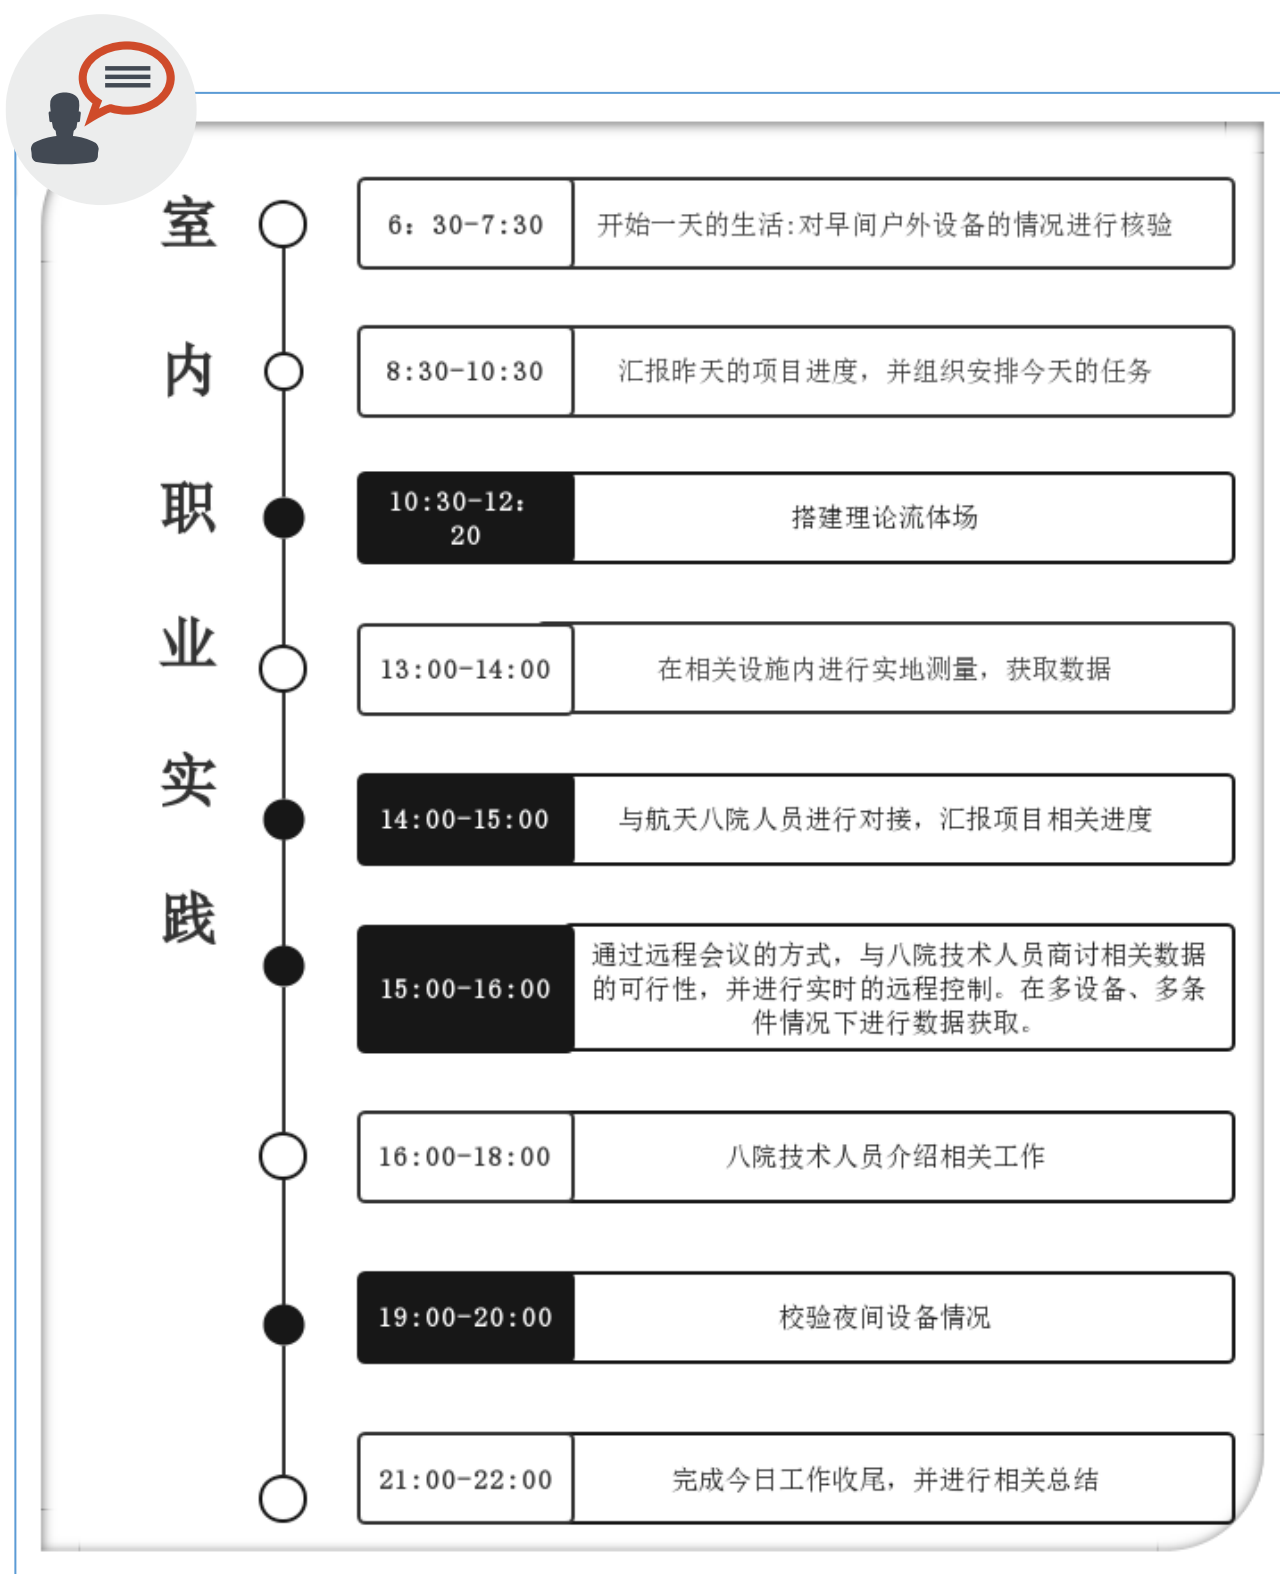 室内职业实践
6：30-7:30
开始一天的生活:对早间户外设备的情况进行核验
8:30-10:30
汇报昨天的项目进度，并组织安排今天的任务
10:30-12：
20
搭建理论流体场
13:00-14:00
在相关设施内进行实地测量，获取数据
14:00-15:00
与航天八院人员进行对接，汇报项目相关进度
15:00-16:00
通过远程会议的方式，与八院技术人员商讨相关数据
的可行性，并进行实时的远程控制。在多设备、多条
件情况下进行数据获取。
16:00-18:00
八院技术人员介绍相关工作
19:00-20:00
校验夜间设备情况
21:00-22:00
完成今日工作收尾，并进行相关总结